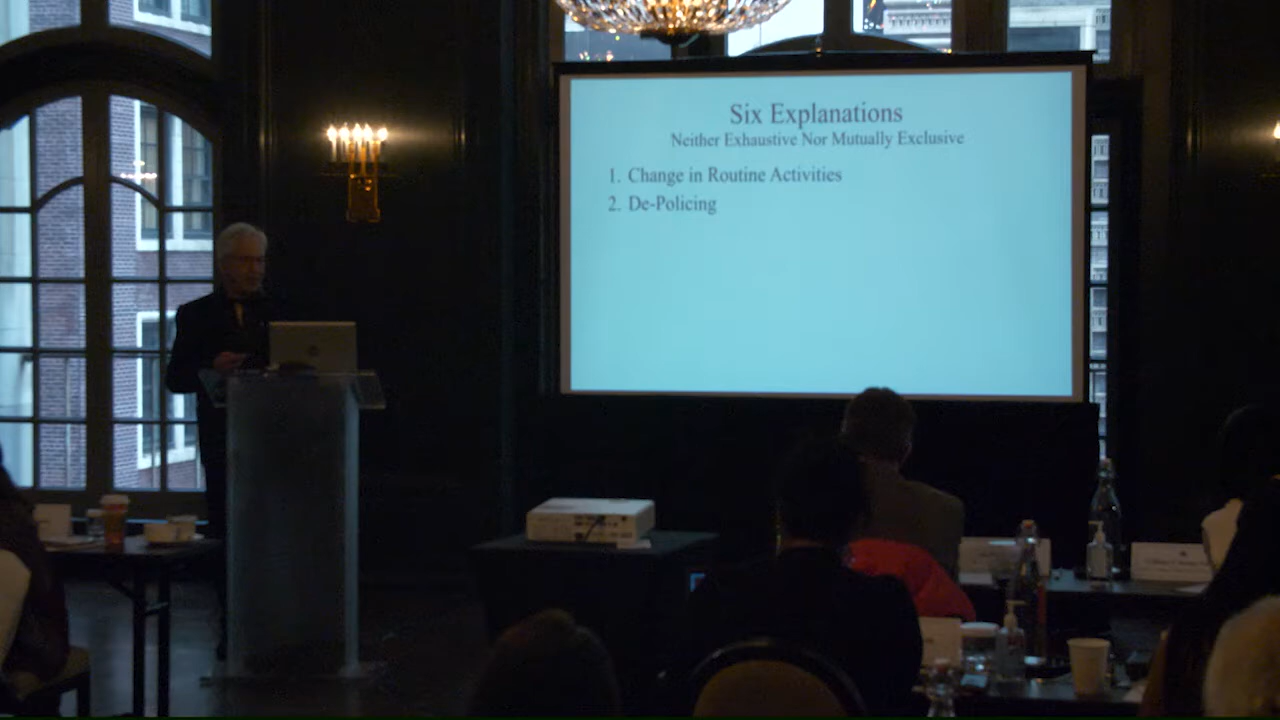 Six Explanations
Neither Exhaustive Nor Mutually Exclusive
1. Change in Routine Activities
2. De-Policing